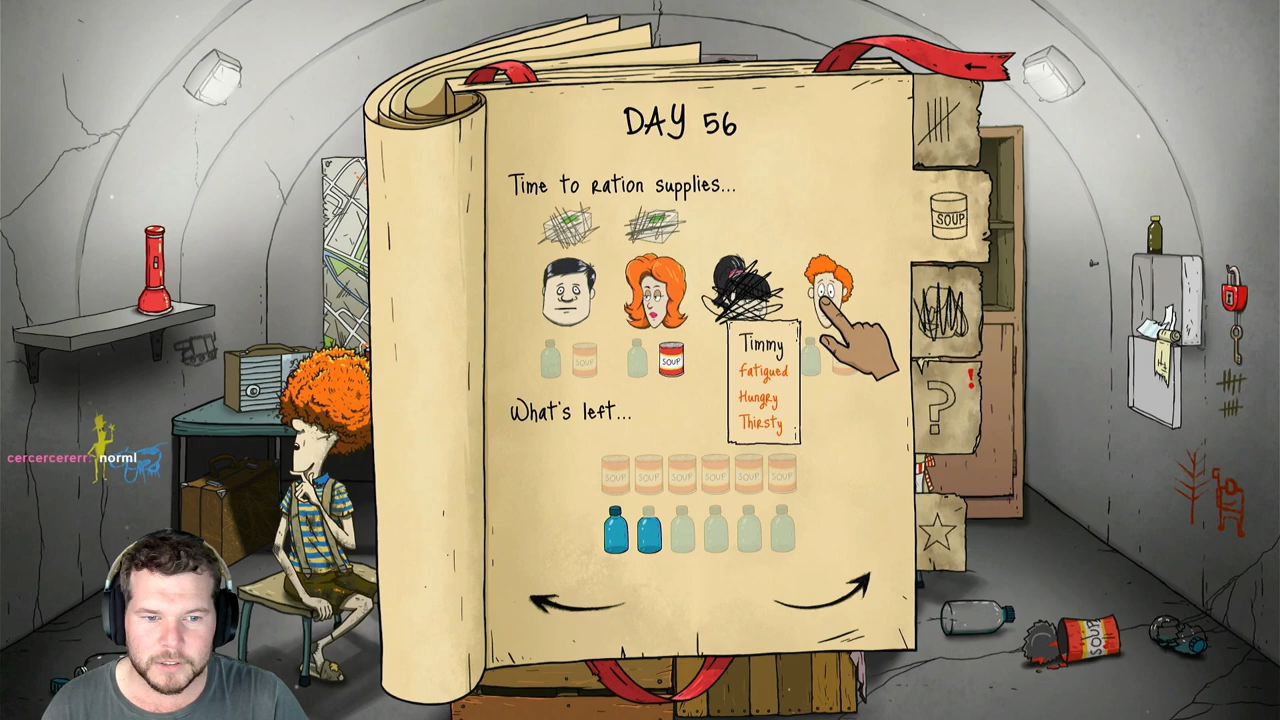 DAY 56
Time to ration supplies...
SOUP
SOUP
SOUP
SOUP
Timmy
Fatigued
Hungry
Thirsty
What's left...
SOUP SOUP SOUP SOUP SOUP SOUP
?
!
cercercererr: norml
SOUP